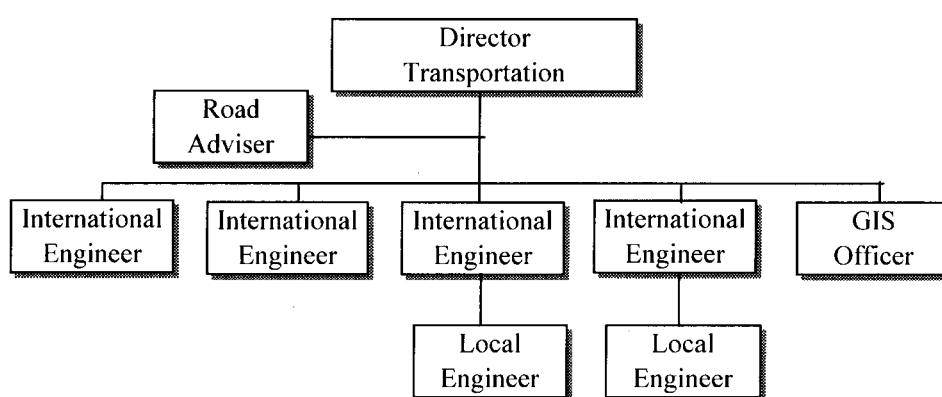 Director
Transportation
Road
Adviser
International
Engineer
International
Engineer
International
Engineer
International
Engineer
GIS
Officer
Local
Engineer
Local
Engineer